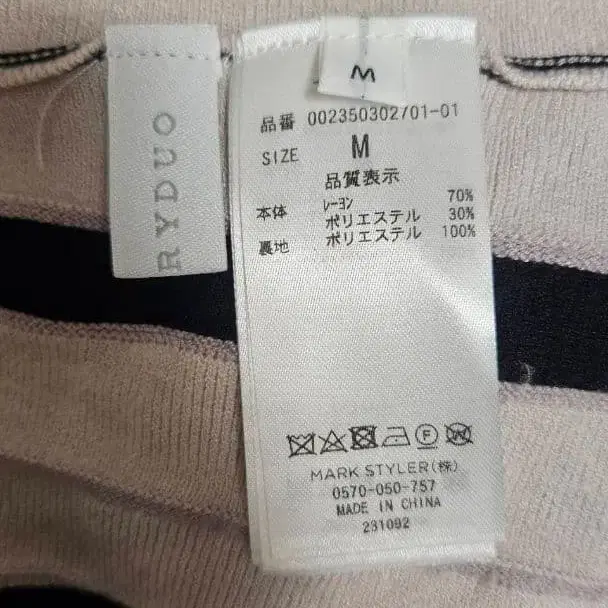 RYDUO
M
品番 002350302701-01
SIZE M
品質表示
本体 レーヨン 70%
ポリエステル 30%
裏地 ポリエステル 100%
F W
MARK STYLER(株)
0570-050-757
MADE IN CHINA
231092